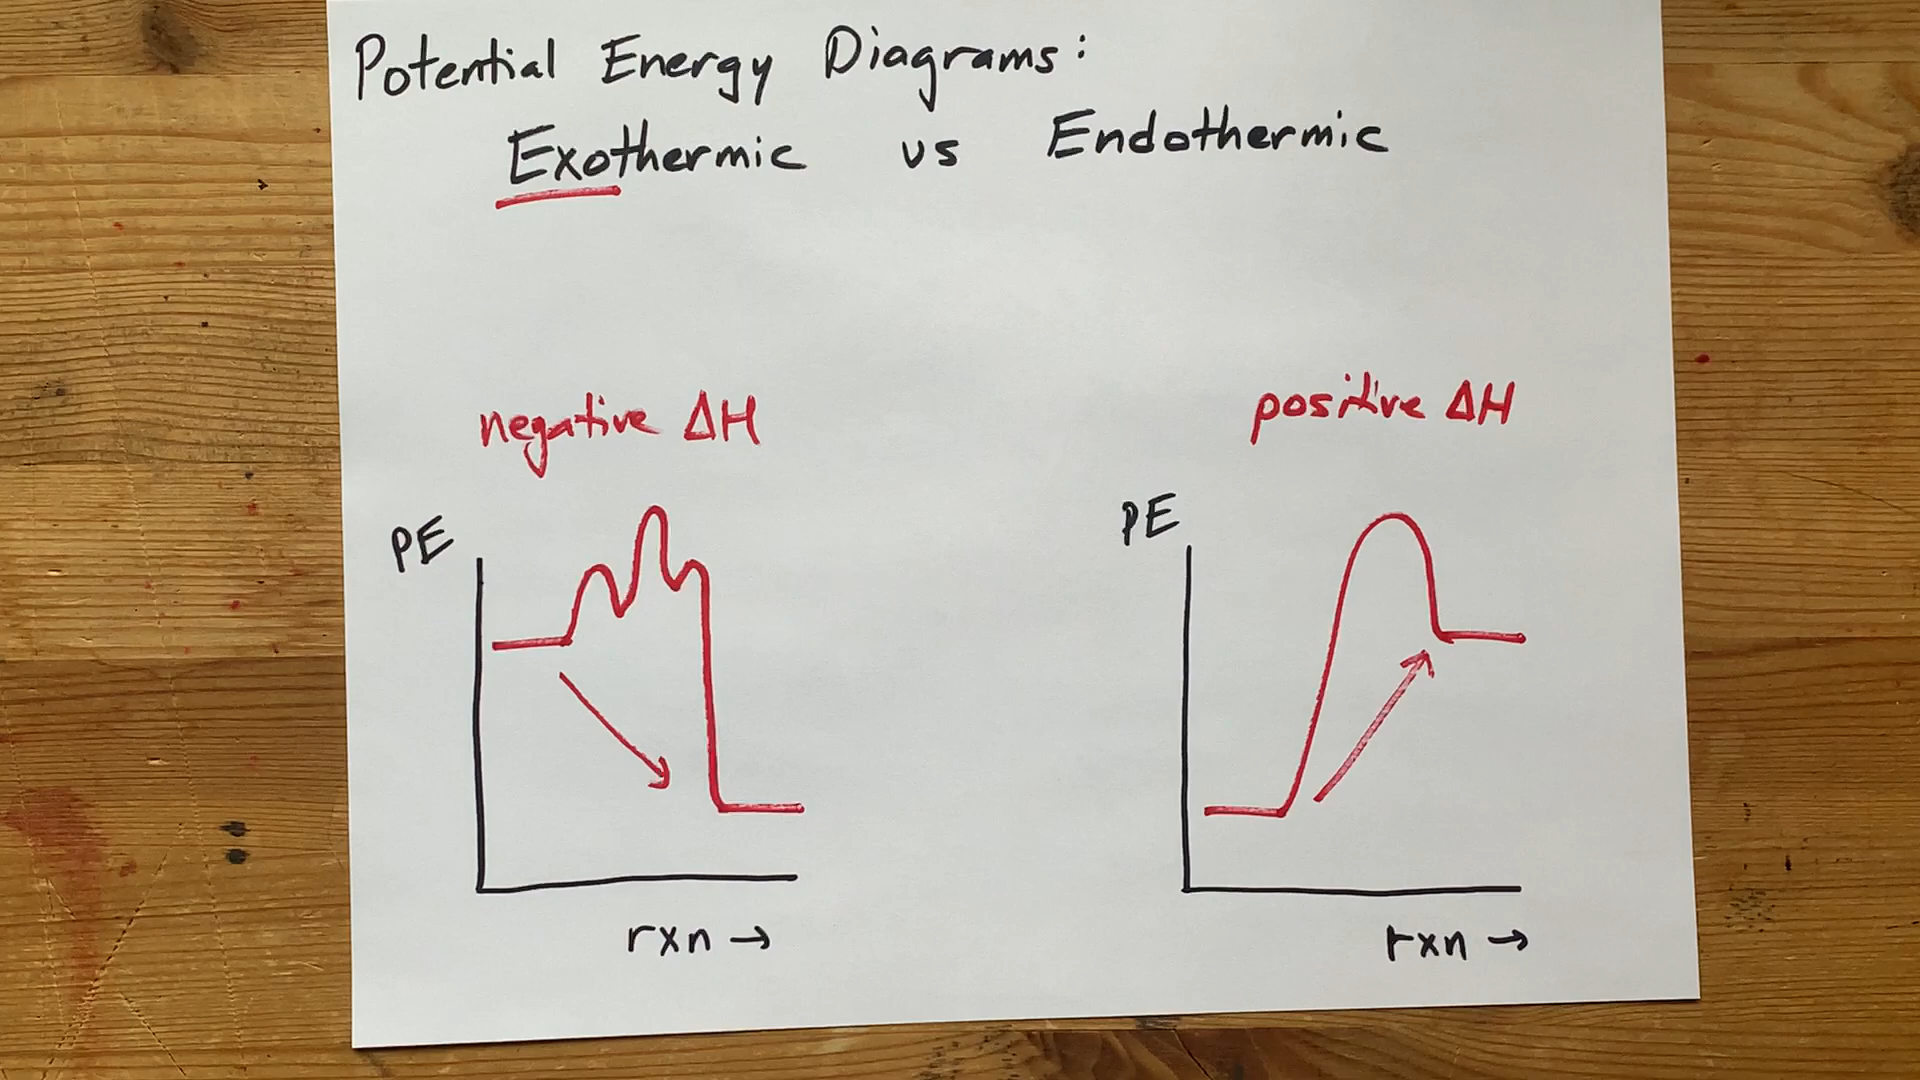 Potential Energy Diagrams:
Exothermic vs Endothermic
negative ΔH
positive ΔH
PE
rxn →
PE
rxn →